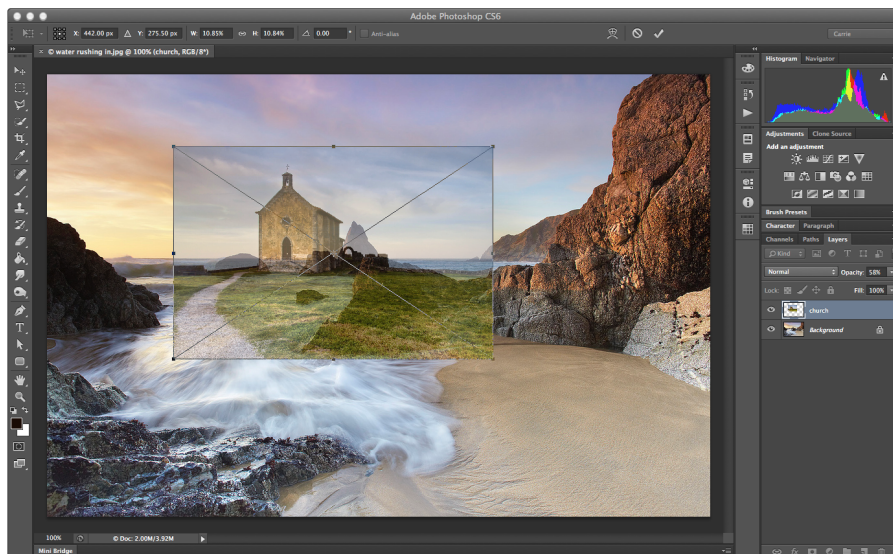 Adobe Photoshop CS6
X: 442.00 px Y: 275.50 px W: 10.85% H: 10.84% 0.00 ° Anti-alias Carrie
× © water rushing in.jpg @ 100% (church, RGB/8*)
Histogram Navigator
Adjustments Clone Source
Add an adjustment
Brush Presets
Character Paragraph
Channels Paths Layers
Kind
Normal Opacity: 58%
Lock: Fill: 100%
church
Background
100% © Doc: 2.00M/3.92M
Mini Bridge